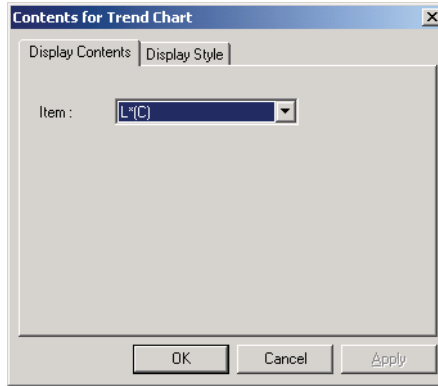 Contents for Trend Chart
Display Contents Display Style
Item : L*(C)
OK Cancel Apply